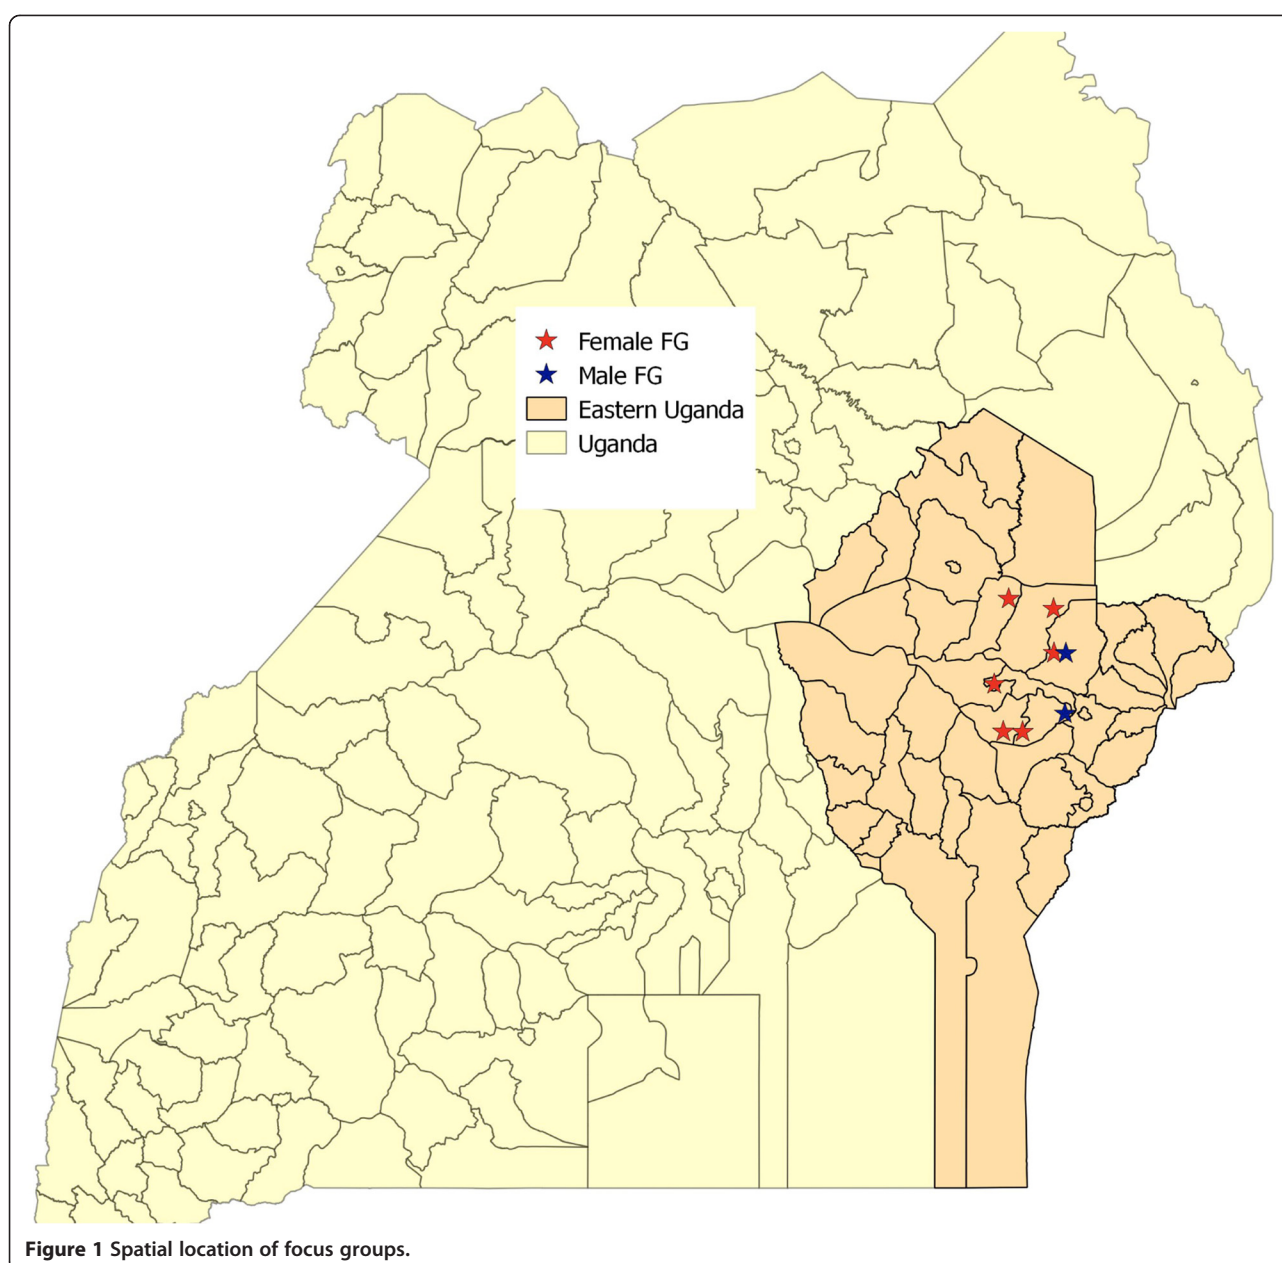 Female FG
Male FG
Eastern Uganda
Uganda
Figure 1 Spatial location of focus groups.